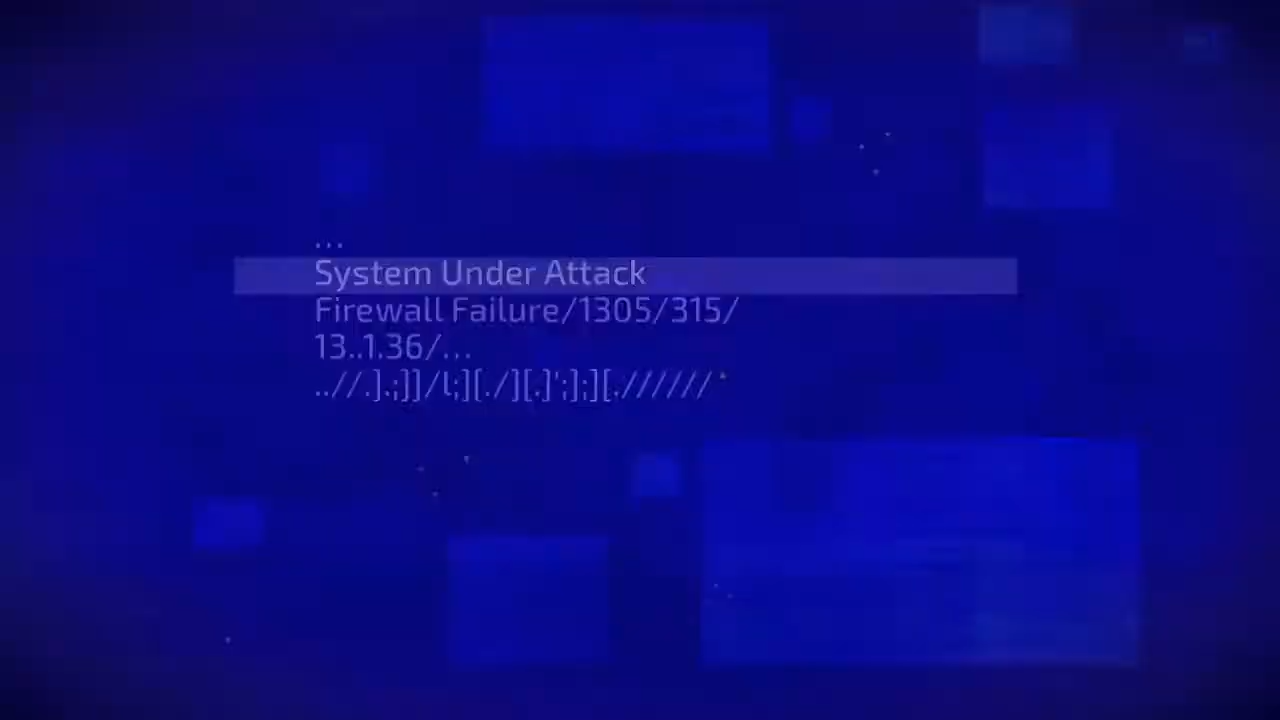 ...
System Under Attack
Firewall Failure/1305/315/
13..1.36/...
..//.].;]]/l;][./][.]';];][.//////